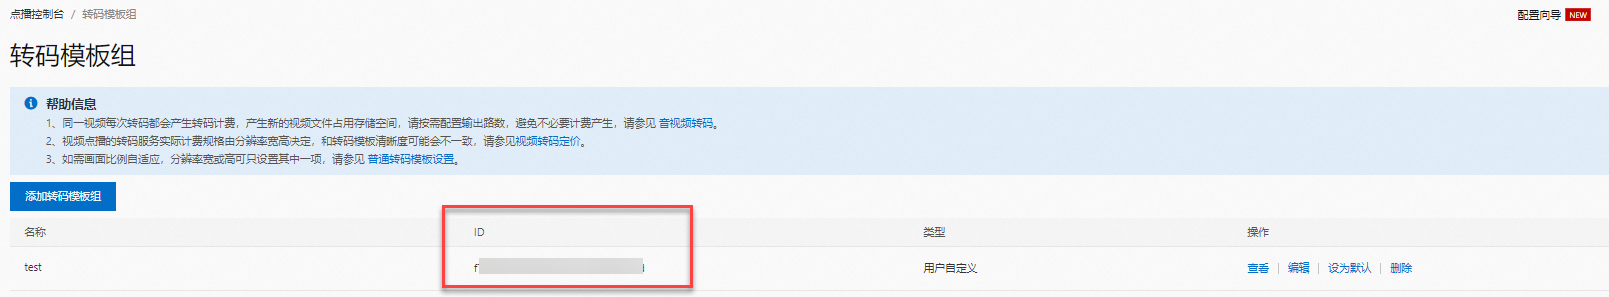 点播控制台 / 转码模板组
配置向导 NEW
转码模板组
帮助信息
1、同一视频每次转码都会产生转码计费，产生新的视频文件占用存储空间，请按需配置输出路数，避免不必要计费产生，请参见 音视频转码。
2、视频点播的转码服务实际计费规格由分辨率宽高决定，和转码模板清晰度可能会不一致，请参见视频转码定价。
3、如需画面比例自适应，分辨率宽或高可只设置其中一项，请参见 普通转码模板设置。
添加转码模板组
名称 ID 类型 操作
test f 用户自定义 查看 | 编辑 | 设为默认 | 删除